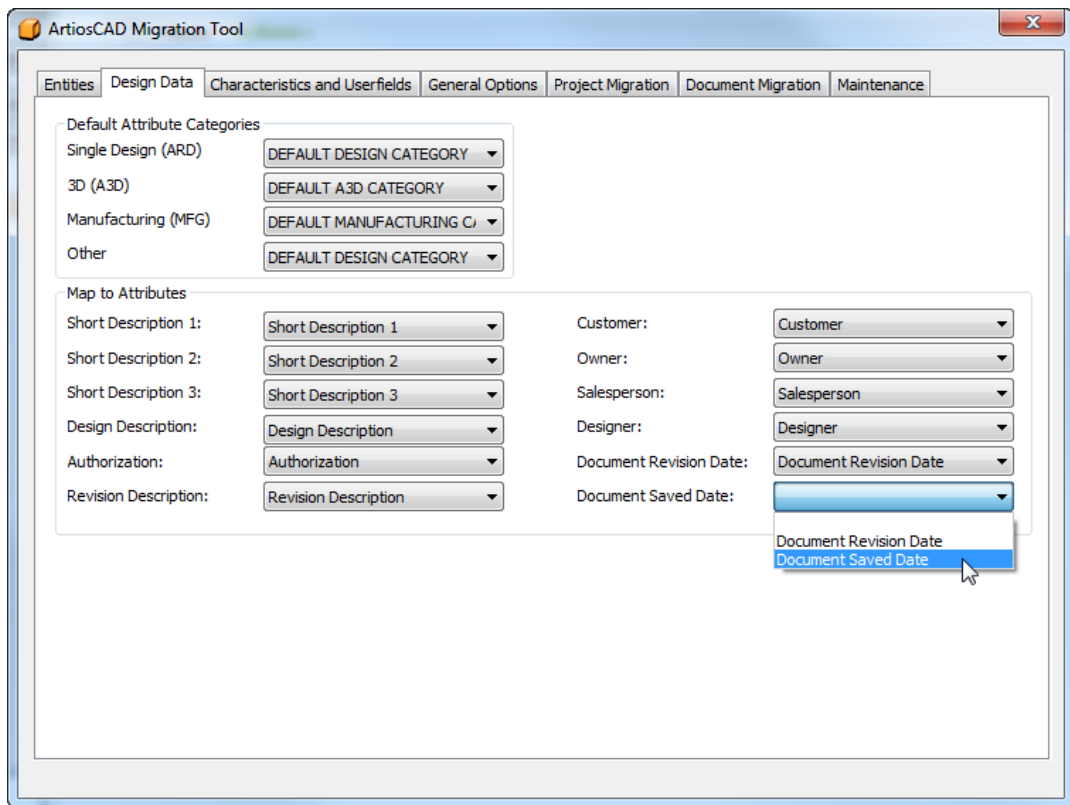 ArtiosCAD Migration Tool
Entities Design Data Characteristics and Userfields General Options Project Migration Document Migration Maintenance
Default Attribute Categories
Single Design (ARD) DEFAULT DESIGN CATEGORY
3D (A3D) DEFAULT A3D CATEGORY
Manufacturing (MFG) DEFAULT MANUFACTURING CA
Other DEFAULT DESIGN CATEGORY
Map to Attributes
Short Description 1: Short Description 1 Customer: Customer
Short Description 2: Short Description 2 Owner: Owner
Short Description 3: Short Description 3 Salesperson: Salesperson
Design Description: Design Description Designer: Designer
Authorization: Authorization Document Revision Date: Document Revision Date
Revision Description: Revision Description Document Saved Date:
Document Revision Date
Document Saved Date